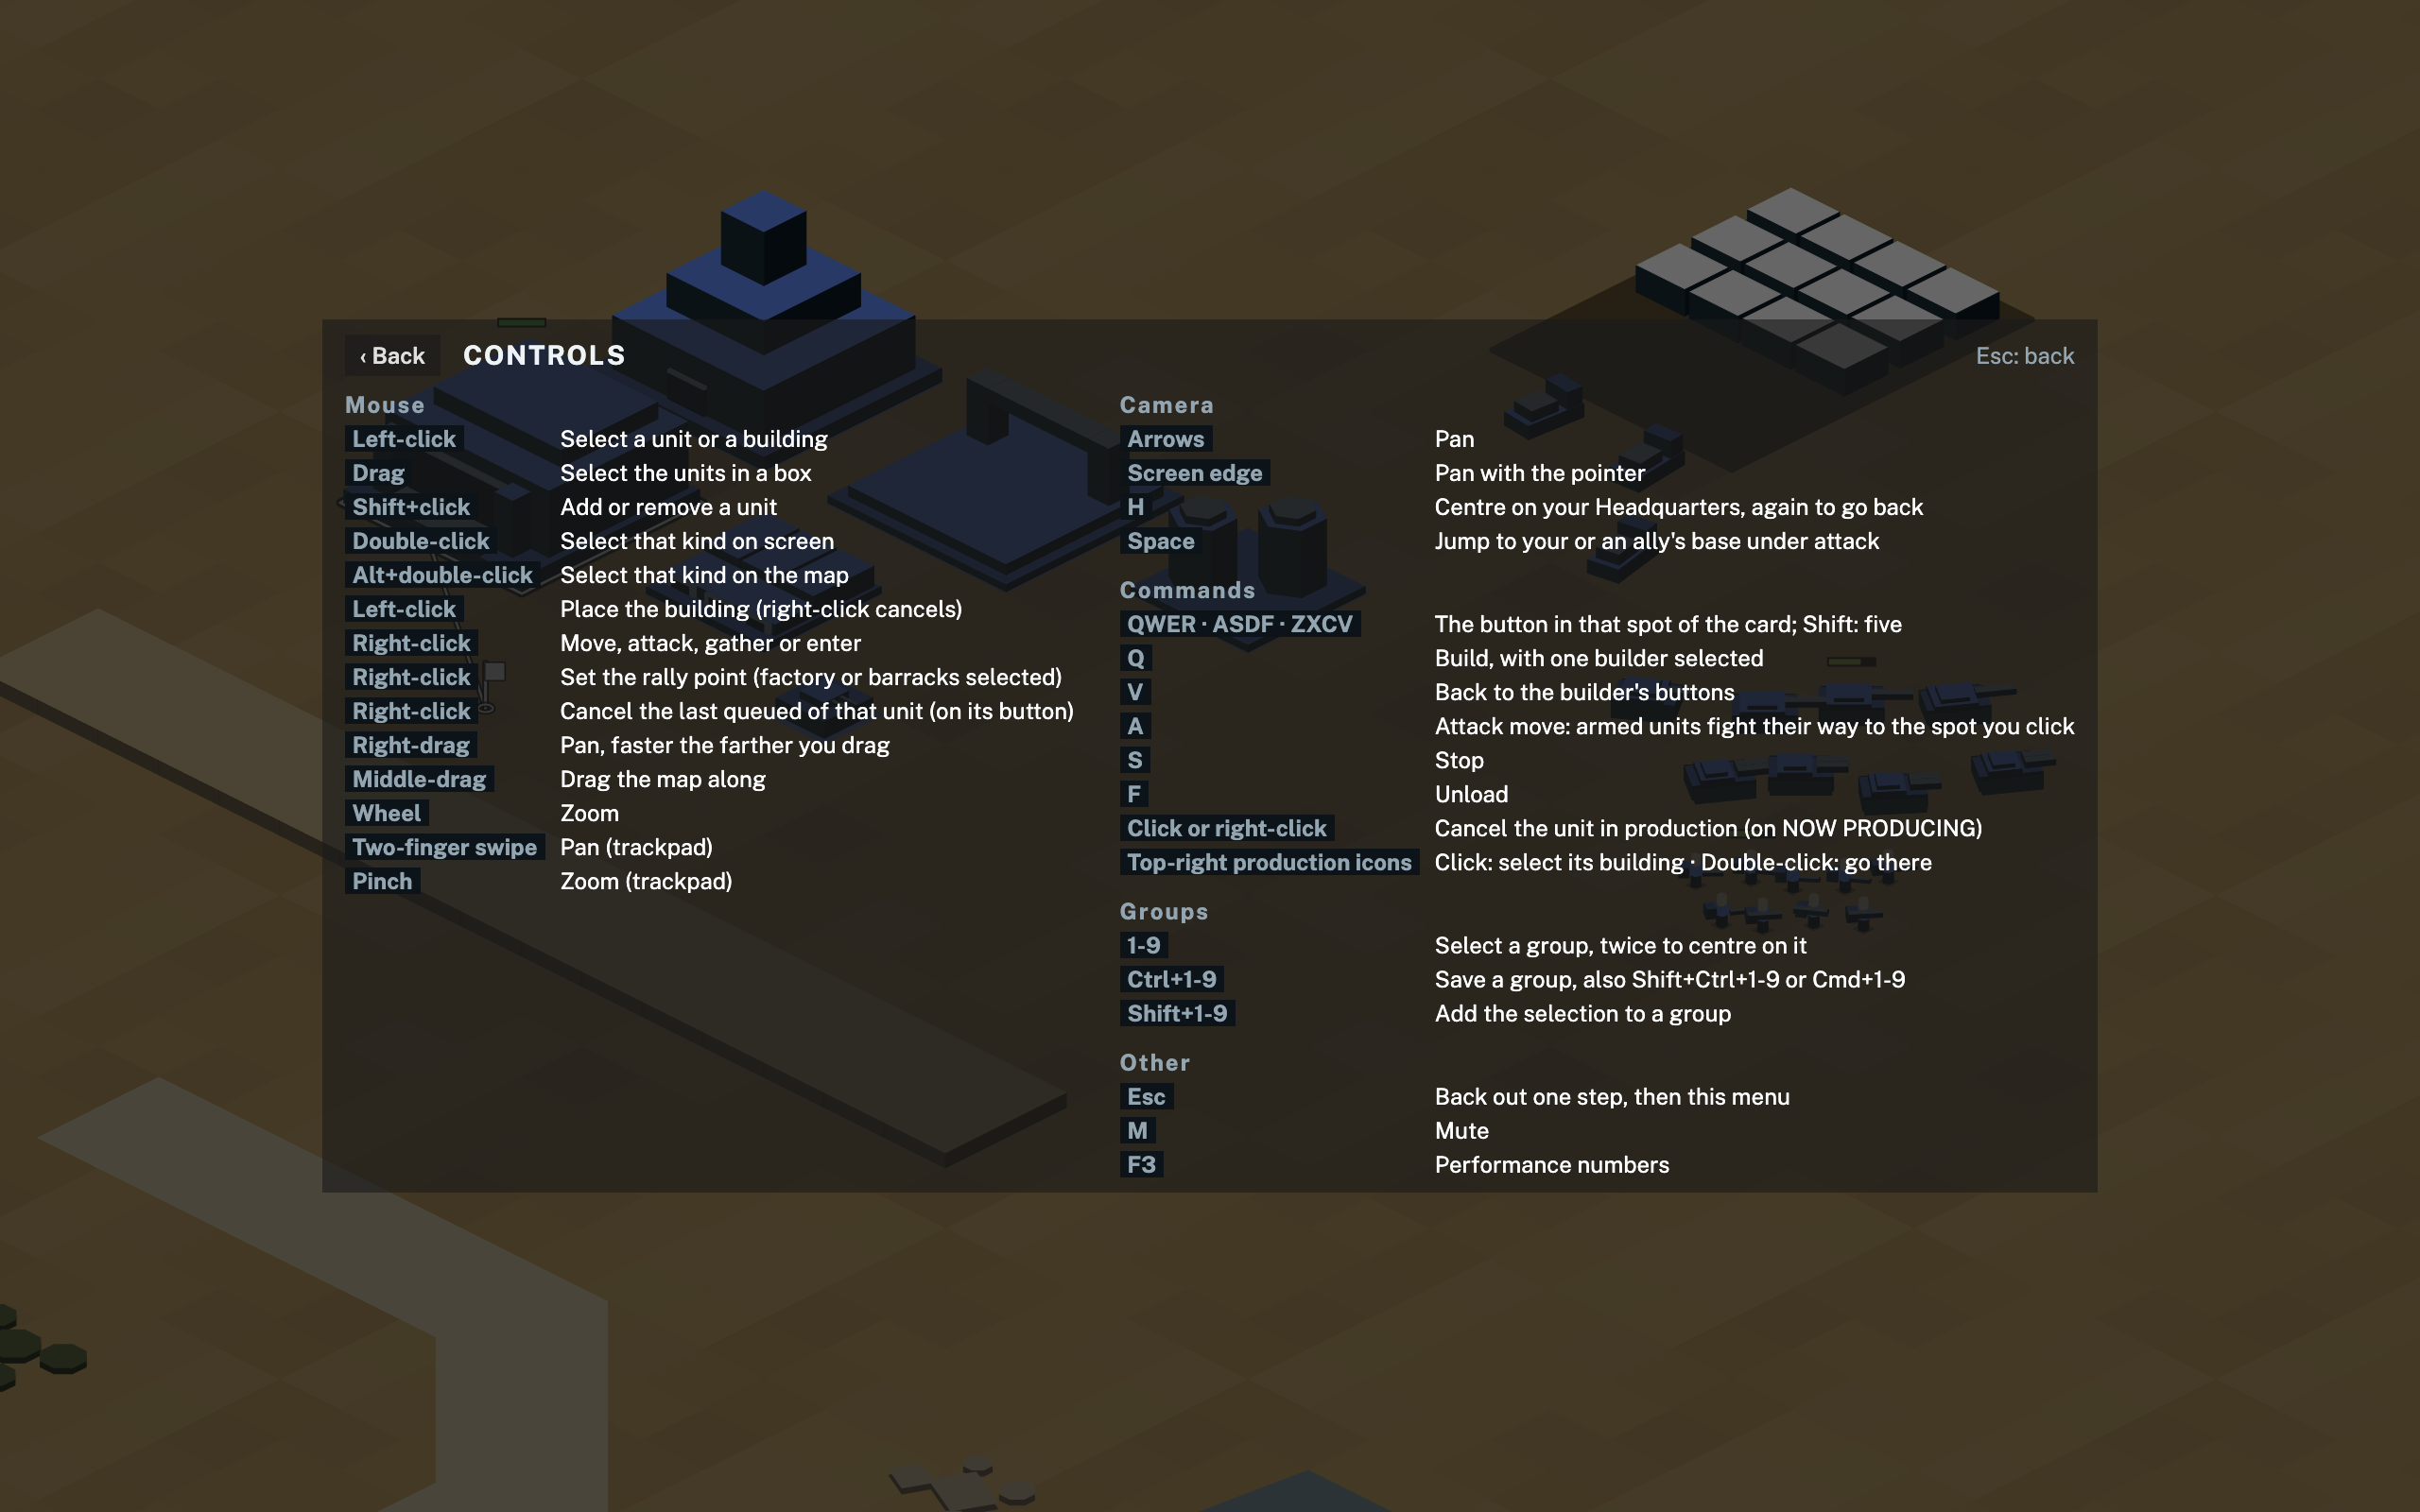 ‹ Back CONTROLS Esc: back
Mouse
Left-click Select a unit or a building
Drag Select the units in a box
Shift+click Add or remove a unit
Double-click Select that kind on screen
Alt+double-click Select that kind on the map
Left-click Place the building (right-click cancels)
Right-click Move, attack, gather or enter
Right-click Set the rally point (factory or barracks selected)
Right-click Cancel the last queued of that unit (on its button)
Right-drag Pan, faster the farther you drag
Middle-drag Drag the map along
Wheel Zoom
Two-finger swipe Pan (trackpad)
Pinch Zoom (trackpad)
Camera
Arrows Pan
Screen edge Pan with the pointer
H Centre on your Headquarters, again to go back
Space Jump to your or an ally's base under attack
Commands
QWER · ASDF · ZXCV The button in that spot of the card; Shift: five
Q Build, with one builder selected
V Back to the builder's buttons
A Attack move: armed units fight their way to the spot you click
S Stop
F Unload
Click or right-click Cancel the unit in production (on NOW PRODUCING)
Top-right production icons Click: select its building · Double-click: go there
Groups
1-9 Select a group, twice to centre on it
Ctrl+1-9 Save a group, also Shift+Ctrl+1-9 or Cmd+1-9
Shift+1-9 Add the selection to a group
Other
Esc Back out one step, then this menu
M Mute
F3 Performance numbers